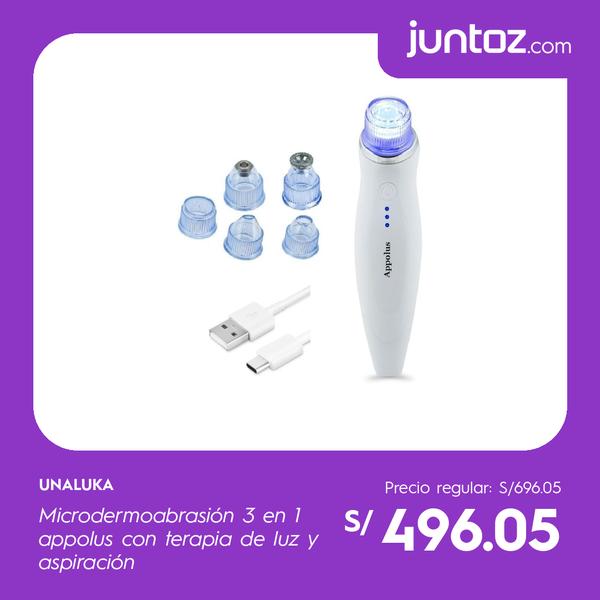 juntoz.com
Appolus
UNALUKA
Microdermoabrasión 3 en 1
appolus con terapia de luz y
aspiración
Precio regular: S/696.05
S/ 496.05